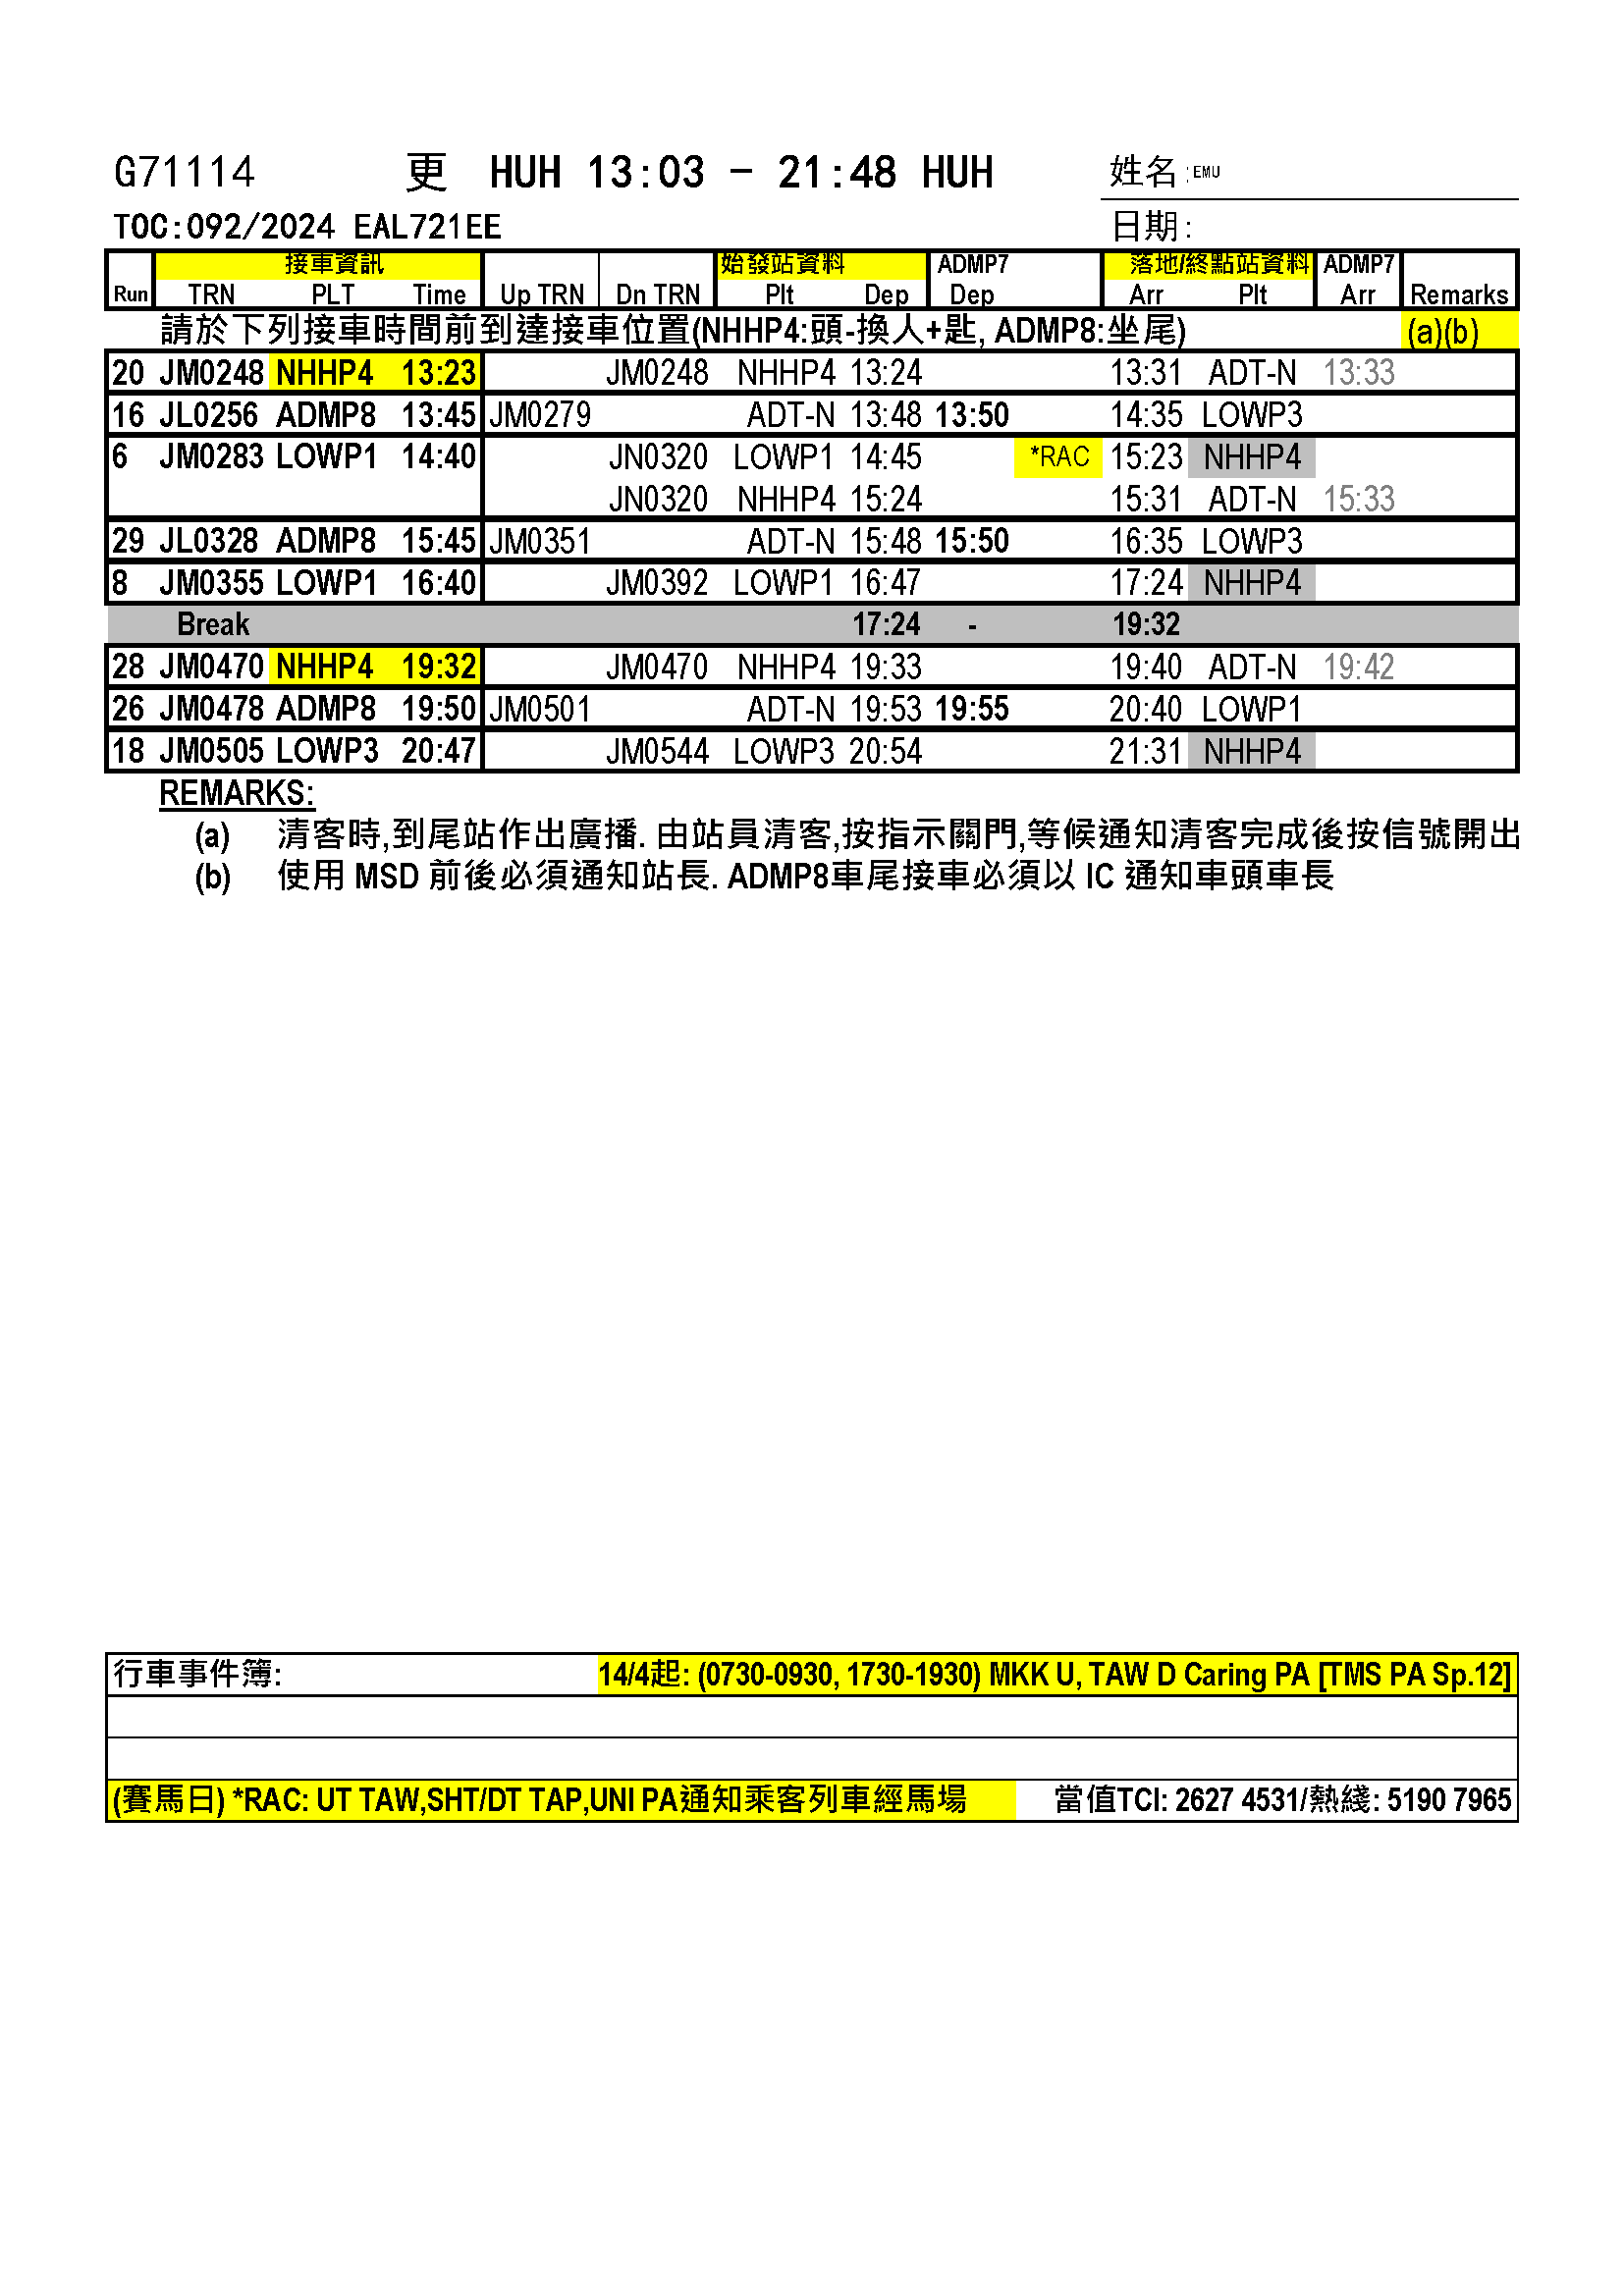 G71114 更 HUH 13:03 - 21:48 HUH 姓名:EMU
TOC:092/2024 EAL721EE 日期:
接車資訊 始發站資料 ADMP7 落地/終點站資料 ADMP7
Run TRN PLT Time Up TRN Dn TRN Plt Dep Dep Arr Plt Arr Remarks
請於下列接車時間前到達接車位置(NHHP4:頭-換人+匙, ADMP8:坐尾) (a)(b)
20 JM0248 NHHP4 13:23 JM0248 NHHP4 13:24 13:31 ADT-N 13:33
16 JL0256 ADMP8 13:45 JM0279 ADT-N 13:48 13:50 14:35 LOWP3
6 JM0283 LOWP1 14:40 JN0320 LOWP1 14:45 *RAC 15:23 NHHP4
JN0320 NHHP4 15:24 15:31 ADT-N 15:33
29 JL0328 ADMP8 15:45 JM0351 ADT-N 15:48 15:50 16:35 LOWP3
8 JM0355 LOWP1 16:40 JM0392 LOWP1 16:47 17:24 NHHP4
Break 17:24 - 19:32
28 JM0470 NHHP4 19:32 JM0470 NHHP4 19:33 19:40 ADT-N 19:42
26 JM0478 ADMP8 19:50 JM0501 ADT-N 19:53 19:55 20:40 LOWP1
18 JM0505 LOWP3 20:47 JM0544 LOWP3 20:54 21:31 NHHP4
REMARKS:
(a) 清客時,到尾站作出廣播. 由站員清客,按指示關門,等候通知清客完成後按信號開出
(b) 使用 MSD 前後必須通知站長. ADMP8車尾接車必須以 IC 通知車頭車長
行車事件簿: 14/4起: (0730-0930, 1730-1930) MKK U, TAW D Caring PA [TMS PA Sp.12]
(賽馬日) *RAC: UT TAW,SHT/DT TAP,UNI PA通知乘客列車經馬場 當值TCI: 2627 4531/熱綫: 5190 7965